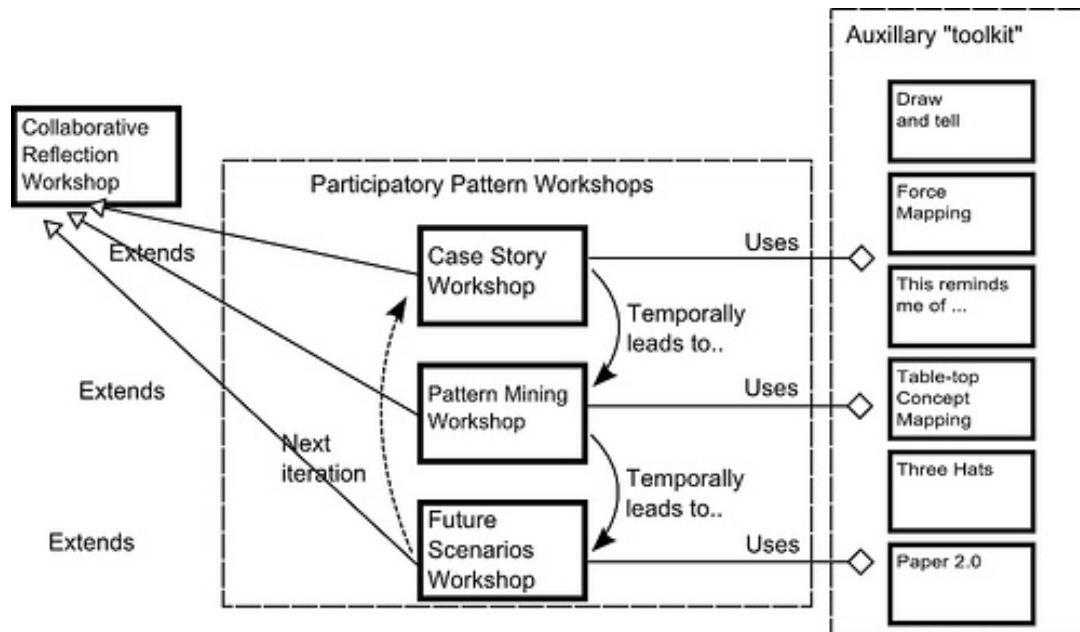 Auxillary "toolkit"
Draw
and tell
Collaborative
Reflection
Workshop
Participatory Pattern Workshops
Force
Mapping
Extends
Case Story
Workshop
Uses
This reminds
me of ...
Temporally
leads to..
Extends
Pattern Mining
Workshop
Uses
Table-top
Concept
Mapping
Next
iteration
Temporally
leads to..
Three Hats
Extends
Future
Scenarios
Workshop
Uses
Paper 2.0